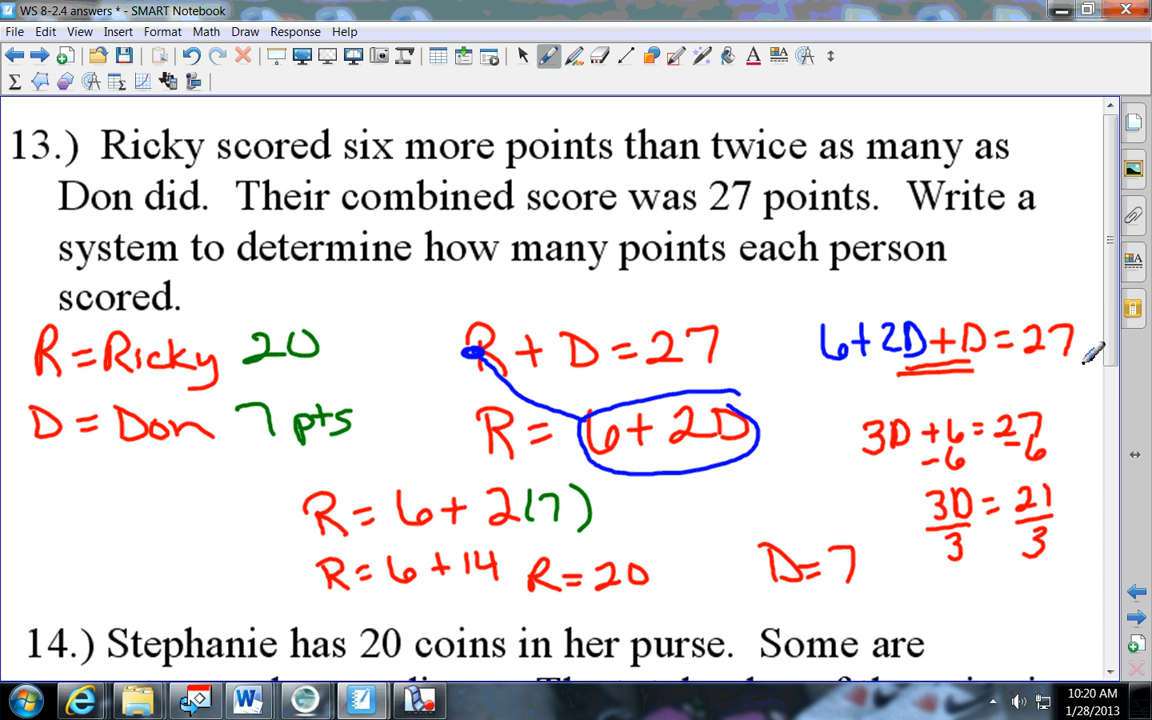 WS 8-2.4 answers * - SMART Notebook
File Edit View Insert Format Math Draw Response Help
13.) Ricky scored six more points than twice as many as
Don did. Their combined score was 27 points. Write a
system to determine how many points each person
scored.
R = Ricky 20
D = Don 7 pts
R + D = 27
R = 6 + 2D
R = 6 + 2(7)
R = 6 + 14 R = 20
6 + 2D + D = 27
3D + 6 = 27
-6 -6
3D = 21
3 3
D = 7
14.) Stephanie has 20 coins in her purse. Some are
10:20 AM
1/28/2013